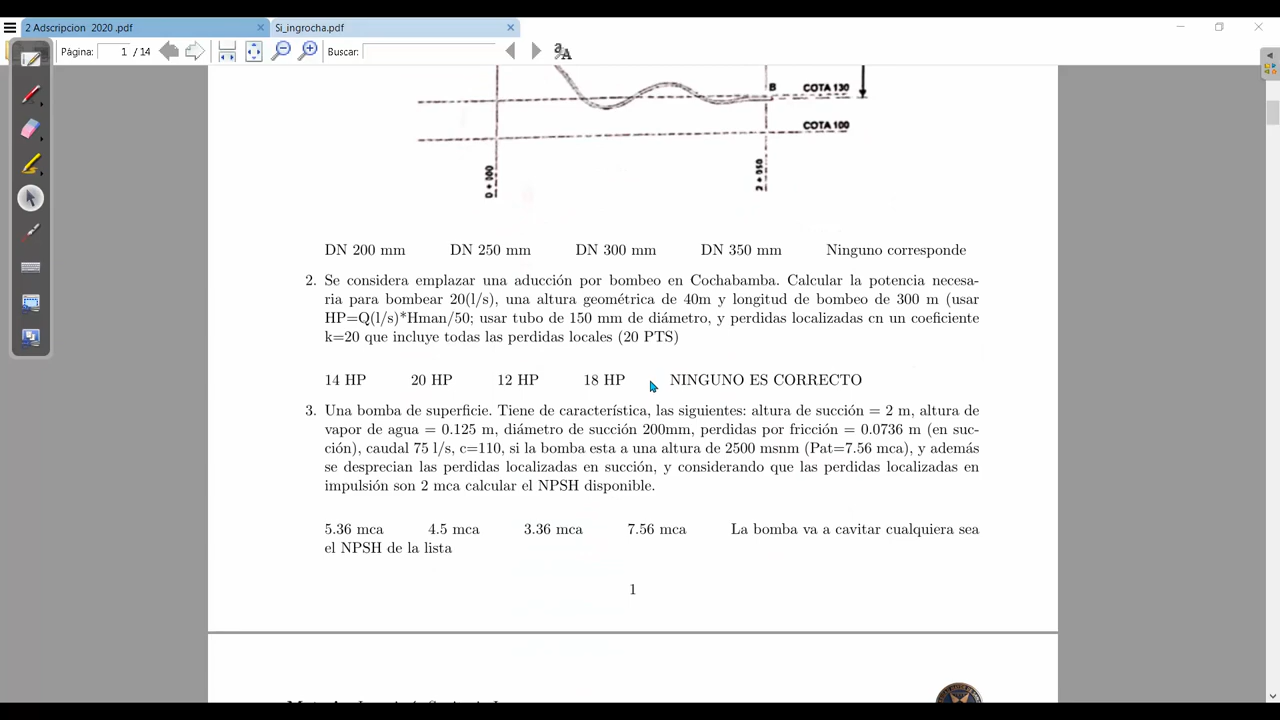 2 Adscripcion 2020 .pdf
Si_ingrocha.pdf
Página: 1 / 14
Buscar:
B
COTA 130
COTA 100
0 + 000
2 + 050
DN 200 mm DN 250 mm DN 300 mm DN 350 mm Ninguno corresponde
2. Se considera emplazar una aducción por bombeo en Cochabamba. Calcular la potencia necesa-
ria para bombear 20(l/s), una altura geométrica de 40m y longitud de bombeo de 300 m (usar
HP=Q(l/s)*Hman/50; usar tubo de 150 mm de diámetro, y perdidas localizadas cn un coeficiente
k=20 que incluye todas las perdidas locales (20 PTS)
14 HP 20 HP 12 HP 18 HP NINGUNO ES CORRECTO
3. Una bomba de superficie. Tiene de característica, las siguientes: altura de succión = 2 m, altura de
vapor de agua = 0.125 m, diámetro de succión 200mm, perdidas por fricción = 0.0736 m (en suc-
ción), caudal 75 l/s, c=110, si la bomba esta a una altura de 2500 msnm (Pat=7.56 mca), y además
se desprecian las perdidas localizadas en succión, y considerando que las perdidas localizadas en
impulsión son 2 mca calcular el NPSH disponible.
5.36 mca 4.5 mca 3.36 mca 7.56 mca La bomba va a cavitar cualquiera sea
el NPSH de la lista
1